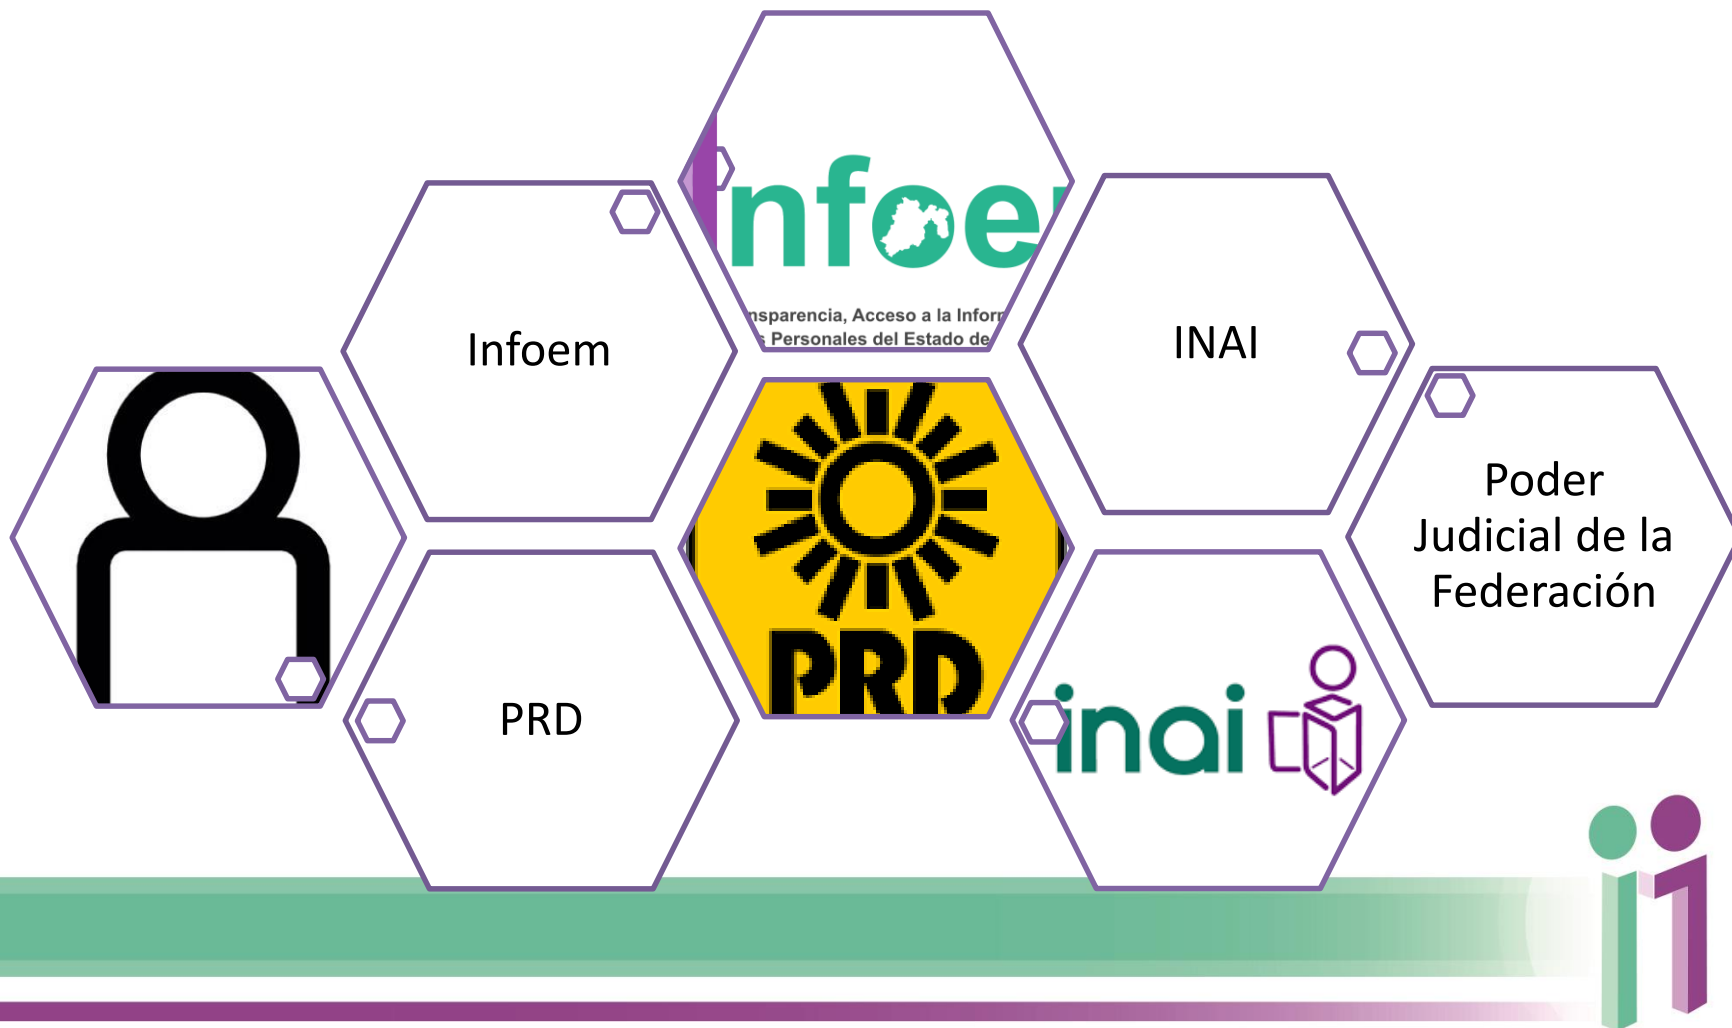 nfoe
nsparencia, Acceso a la Infor
s Personales del Estado de
Infoem
INAI
Poder
Judicial de la
Federación
PRD
PRD
inai